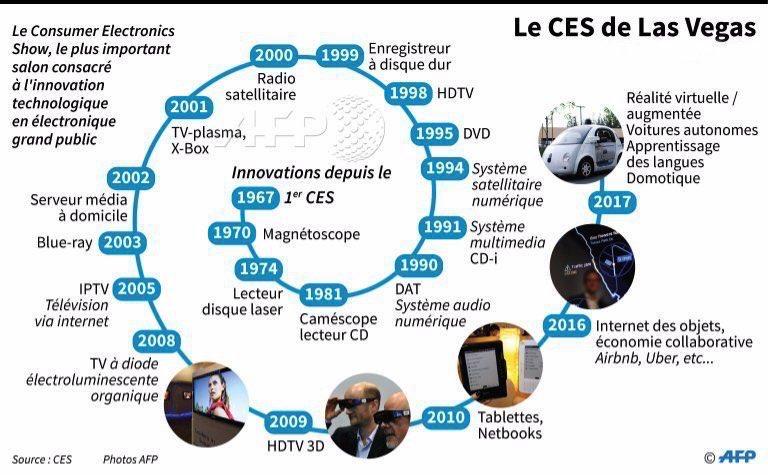 Le CES de Las Vegas
Le Consumer Electronics
Show, le plus important
salon consacré
à l'innovation
technologique
en électronique
grand public
Innovations depuis le
1967 1er CES
1970 Magnétoscope
1974
Lecteur
disque laser
1981
Caméscope
lecteur CD
1990
DAT
Système audio
numérique
1991 Système
multimedia
CD-i
1994 Système
satellitaire
numérique
1995 DVD
1998 HDTV
1999 Enregistreur
à disque dur
2000
Radio
satellitaire
2001
TV-plasma,
X-Box
2002
Serveur média
à domicile
Blue-ray 2003
IPTV 2005
Télévision
via internet
2008
TV à diode
électroluminescente
organique
2009
HDTV 3D
2010 Tablettes,
Netbooks
2016 Internet des objets,
économie collaborative
Airbnb, Uber, etc...
2017
Réalité virtuelle /
augmentée
Voitures autonomes
Apprentissage
des langues
Domotique
AFP
Source : CES Photos AFP
© AFP